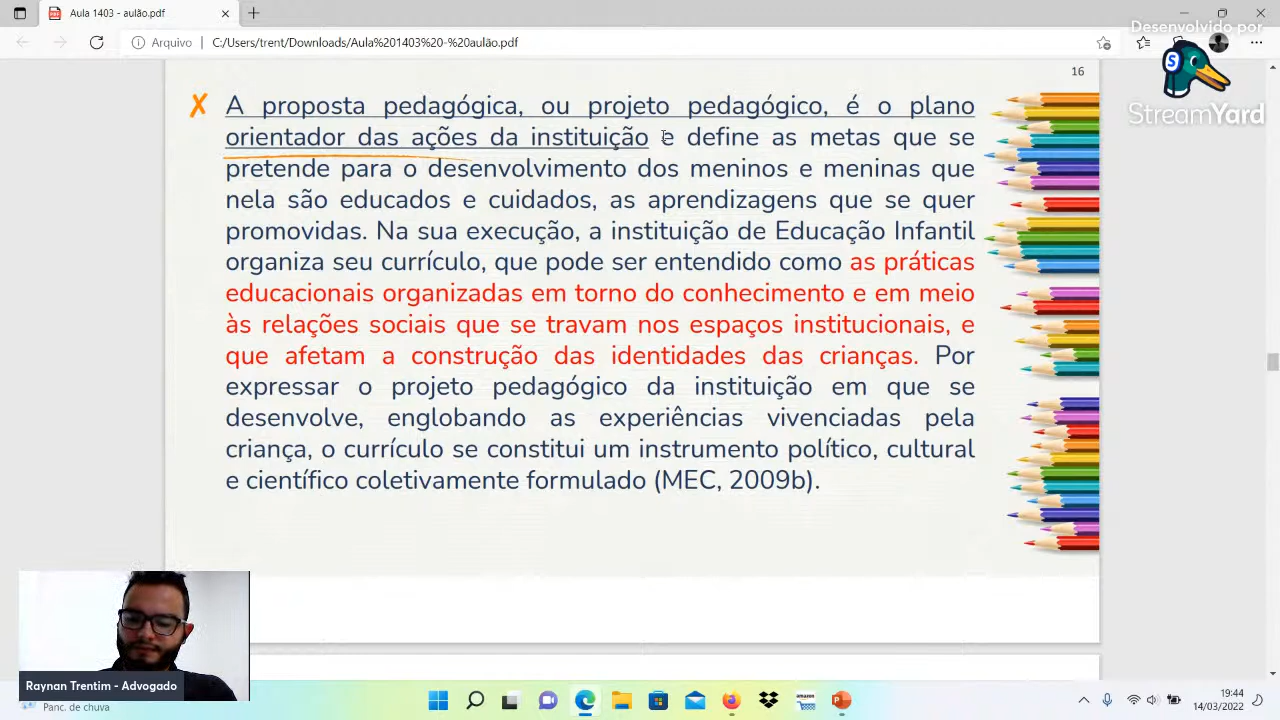 Aula 1403 - aulão.pdf
Arquivo
C:/Users/trent/Downloads/Aula%201403%20-%20aulão.pdf
Desenvolvido por
StreamYard
16
A proposta pedagógica, ou projeto pedagógico, é o plano
orientador das ações da instituição e define as metas que se
pretende para o desenvolvimento dos meninos e meninas que
nela são educados e cuidados, as aprendizagens que se quer
promovidas. Na sua execução, a instituição de Educação Infantil
organiza seu currículo, que pode ser entendido como as práticas
educacionais organizadas em torno do conhecimento e em meio
às relações sociais que se travam nos espaços institucionais, e
que afetam a construção das identidades das crianças. Por
expressar o projeto pedagógico da instituição em que se
desenvolve, englobando as experiências vivenciadas pela
criança, o currículo se constitui um instrumento político, cultural
e científico coletivamente formulado (MEC, 2009b).
Raynan Trentim - Advogado
Panc. de chuva
19:44
14/03/2022